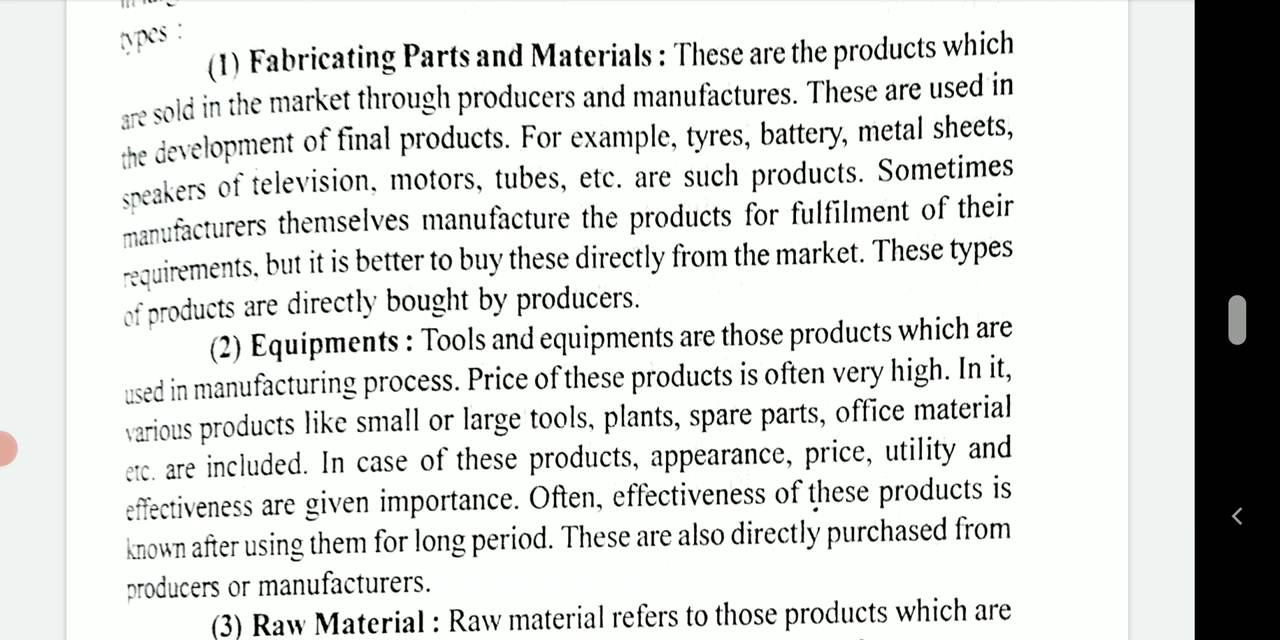 types :
(1) Fabricating Parts and Materials : These are the products which
are sold in the market through producers and manufactures. These are used in
the development of final products. For example, tyres, battery, metal sheets,
speakers of television, motors, tubes, etc. are such products. Sometimes
manufacturers themselves manufacture the products for fulfilment of their
requirements, but it is better to buy these directly from the market. These types
of products are directly bought by producers.
(2) Equipments : Tools and equipments are those products which are
used in manufacturing process. Price of these products is often very high. In it,
various products like small or large tools, plants, spare parts, office material
etc. are included. In case of these products, appearance, price, utility and
effectiveness are given importance. Often, effectiveness of these products is
known after using them for long period. These are also directly purchased from
producers or manufacturers.
(3) Raw Material : Raw material refers to those products which are